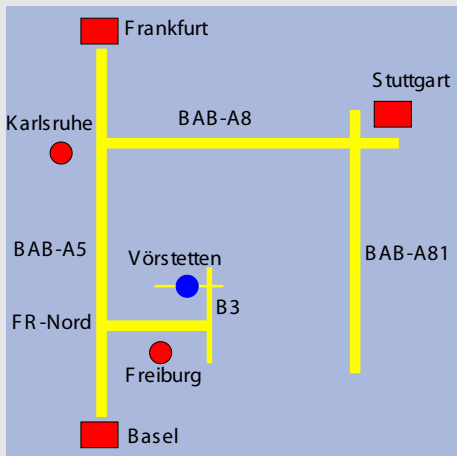 Frankfurt
Stuttgart
BAB-A8
Karlsruhe
BAB-A5
Vörstetten
BAB-A81
B3
FR-Nord
Freiburg
Basel